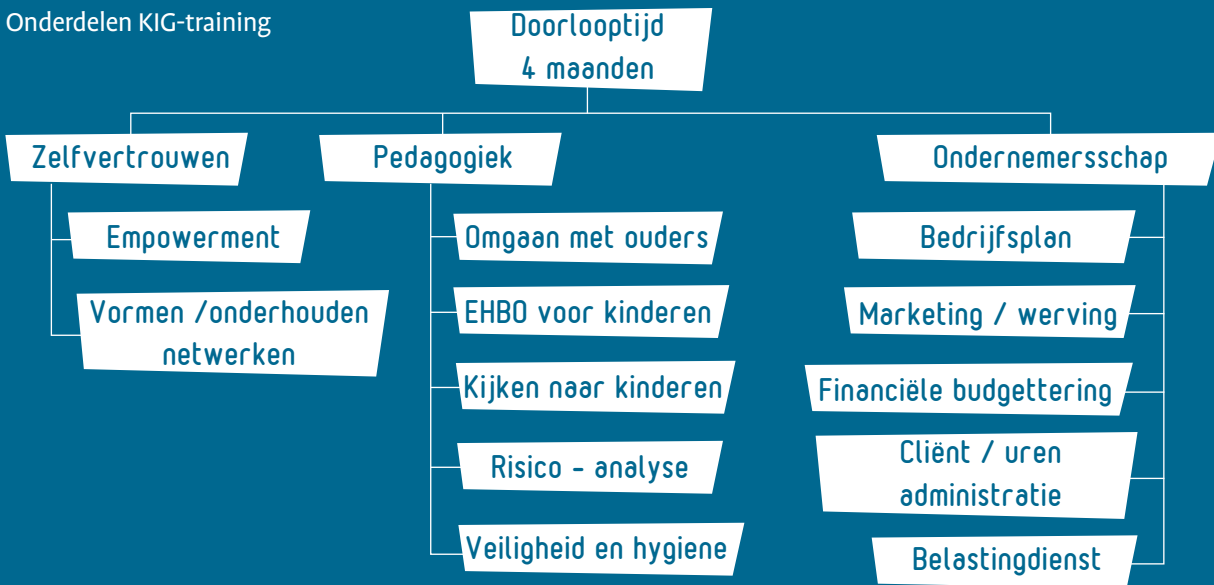 Onderdelen KIG-training
Doorlooptijd
4 maanden
Zelfvertrouwen
Empowerment
Vormen /onderhouden
netwerken
Pedagogiek
Omgaan met ouders
EHBO voor kinderen
Kijken naar kinderen
Risico - analyse
Veiligheid en hygiene
Ondernemersschap
Bedrijfsplan
Marketing / werving
Financiële budgettering
Cliënt / uren
administratie
Belastingdienst